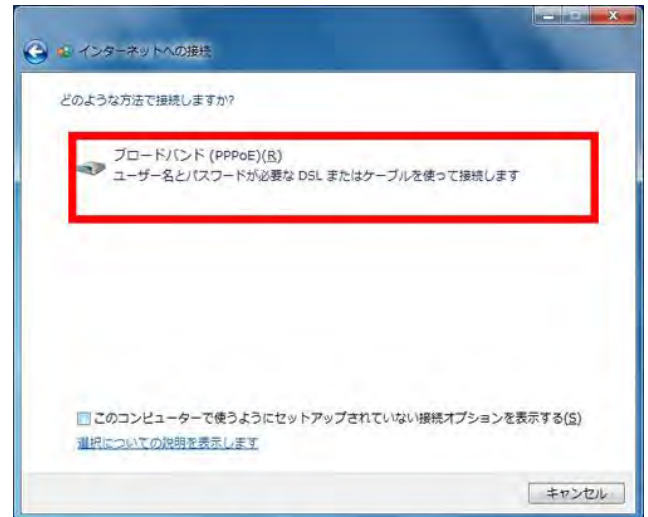 インターネットへの接続
どのような方法で接続しますか?
ブロードバンド (PPPoE)(R)
ユーザー名とパスワードが必要な DSL またはケーブルを使って接続します
このコンピューターで使うようにセットアップされていない接続オプションを表示する(S)
選択についての説明を表示します
キャンセル